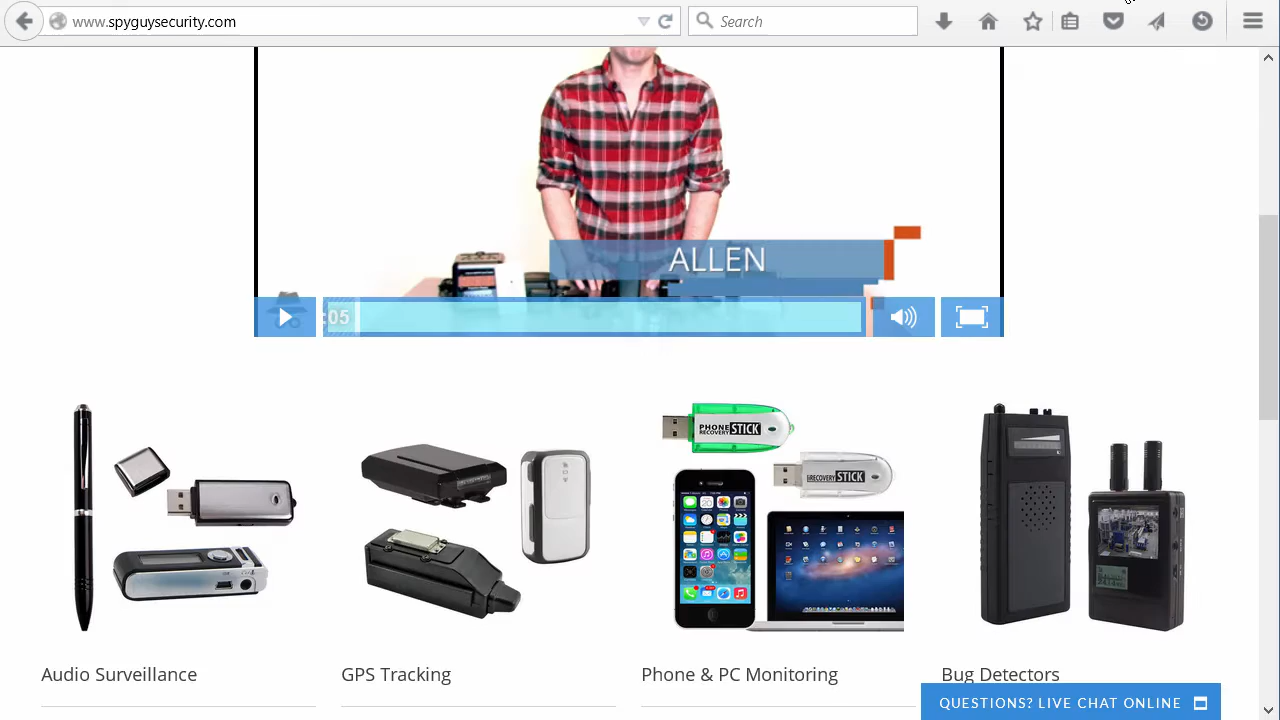 www.spyguysecurity.com
Search
ALLEN
:05
PHONE
RECOVERY STICK
RECOVERY STICK
Audio Surveillance
GPS Tracking
Phone & PC Monitoring
Bug Detectors
QUESTIONS? LIVE CHAT ONLINE